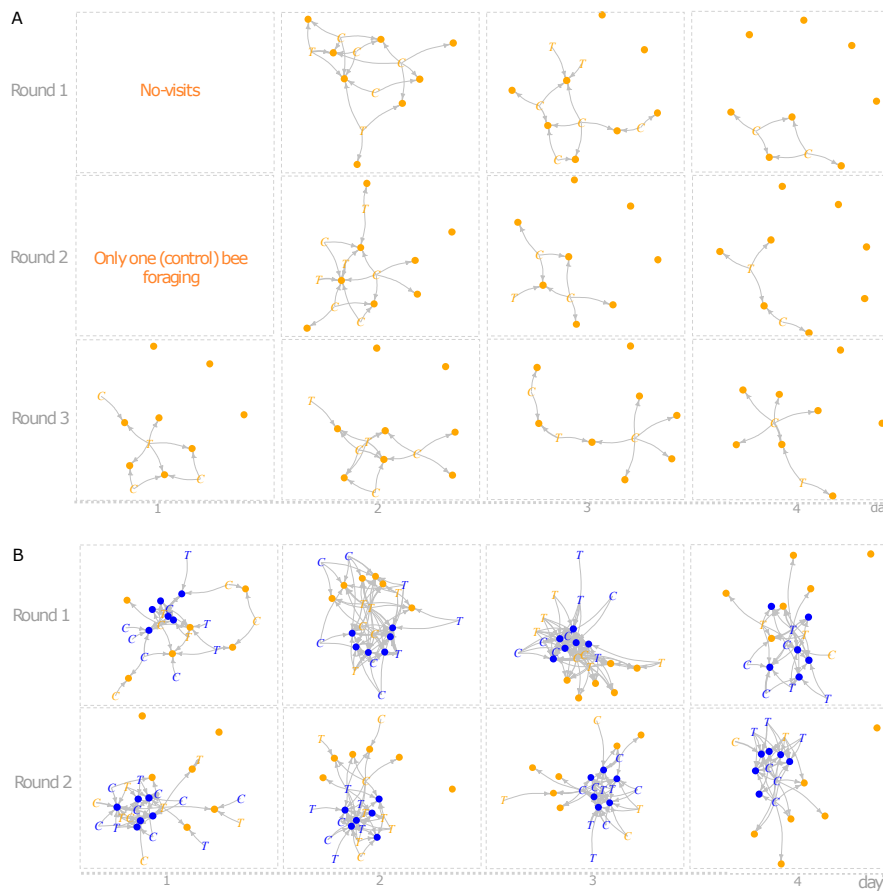 A
Round 1
No-visits
C T C C C T
T T C C C C
C C
Round 2
Only one (control) bee
foraging
T C T T C C C
C T C
T C
Round 3
C T C C
T C T C C
C T C
C T
1
2
3
4
B
Round 1
T C C C T C T C C
C C T T C T T C
T T C T C C T T
T T T C C C T T
Round 2
T C C C C C T C T T C C
C T T T C T T C C
C C C T T C T C T
T T T C T C C C
1
2
3
4
day